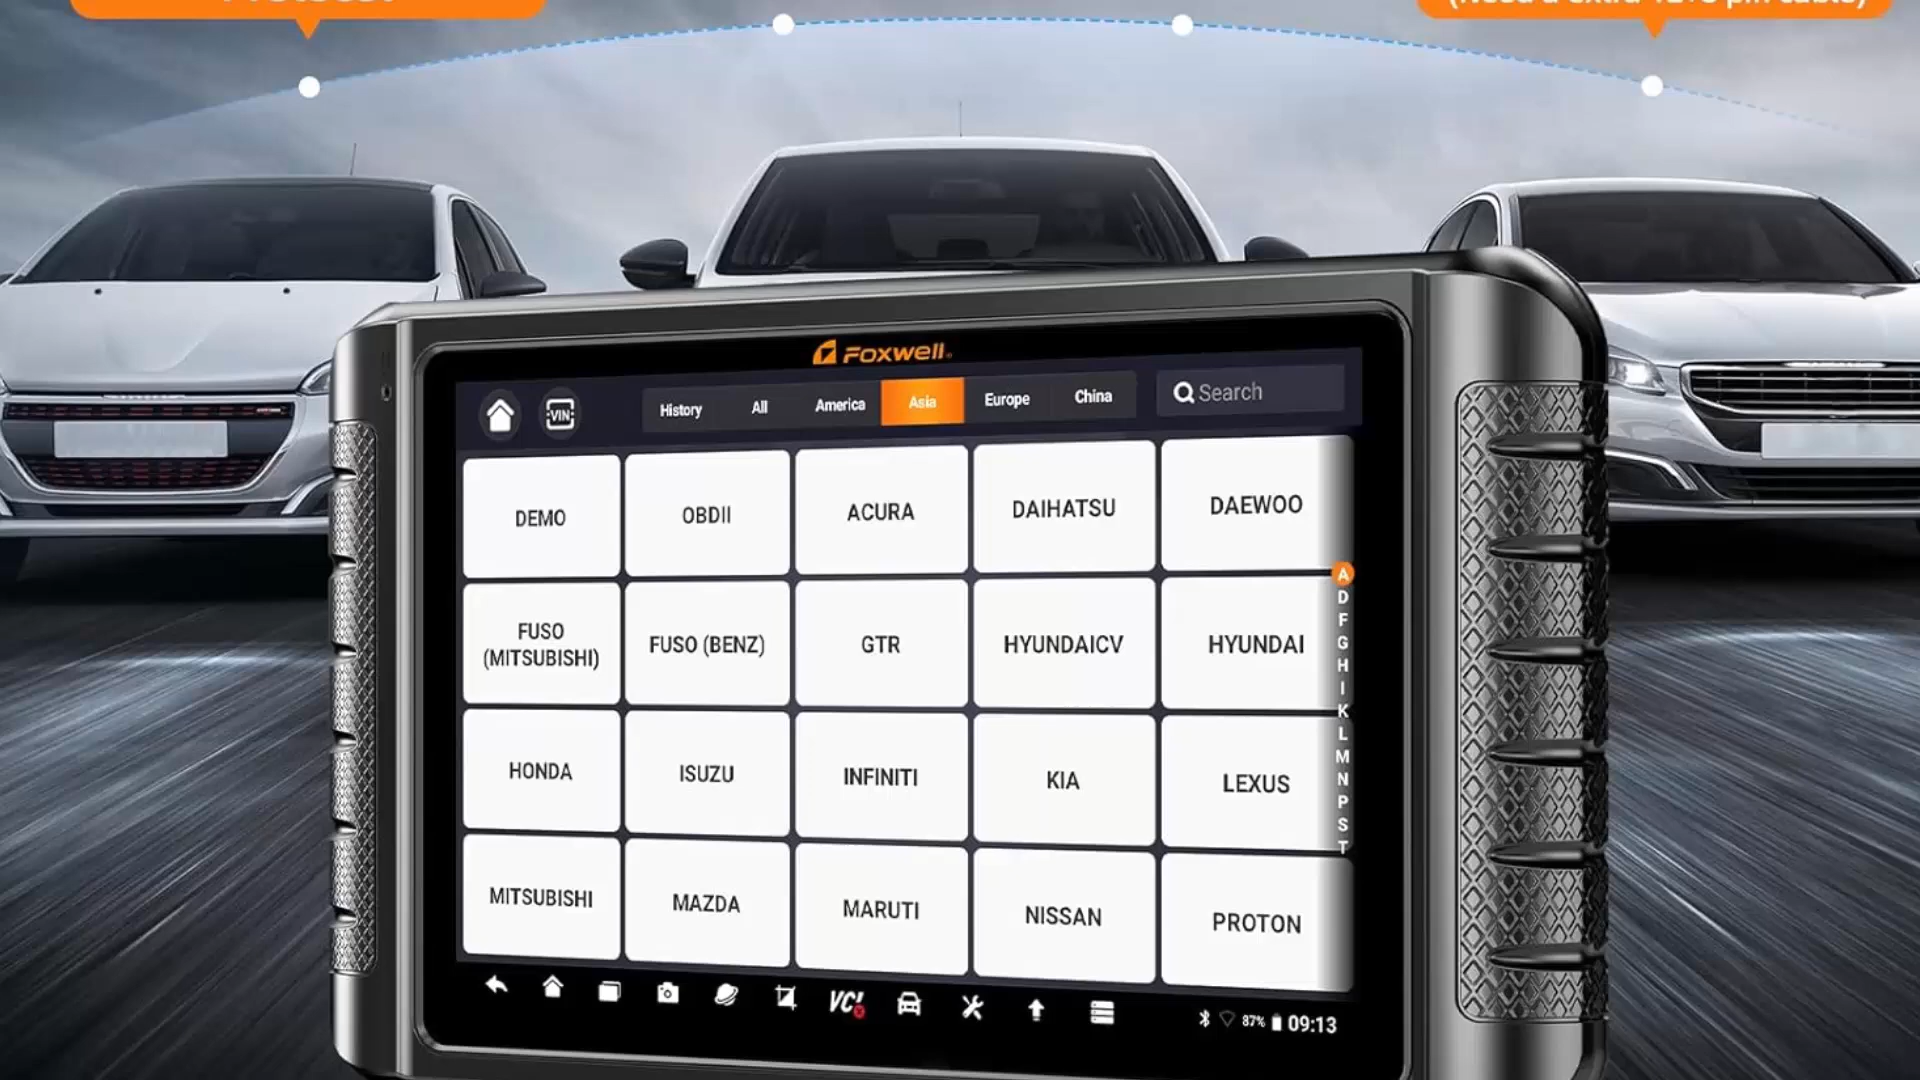 Foxwell
VIN
History
All
America
Asia
Europe
China
Search
DEMO
OBDII
ACURA
DAIHATSU
DAEWOO
FUSO
(MITSUBISHI)
FUSO (BENZ)
GTR
HYUNDAICV
HYUNDAI
HONDA
ISUZU
INFINITI
KIA
LEXUS
MITSUBISHI
MAZDA
MARUTI
NISSAN
PROTON
A
D
F
G
H
I
K
L
M
N
P
S
T
VC!
87%
09:13